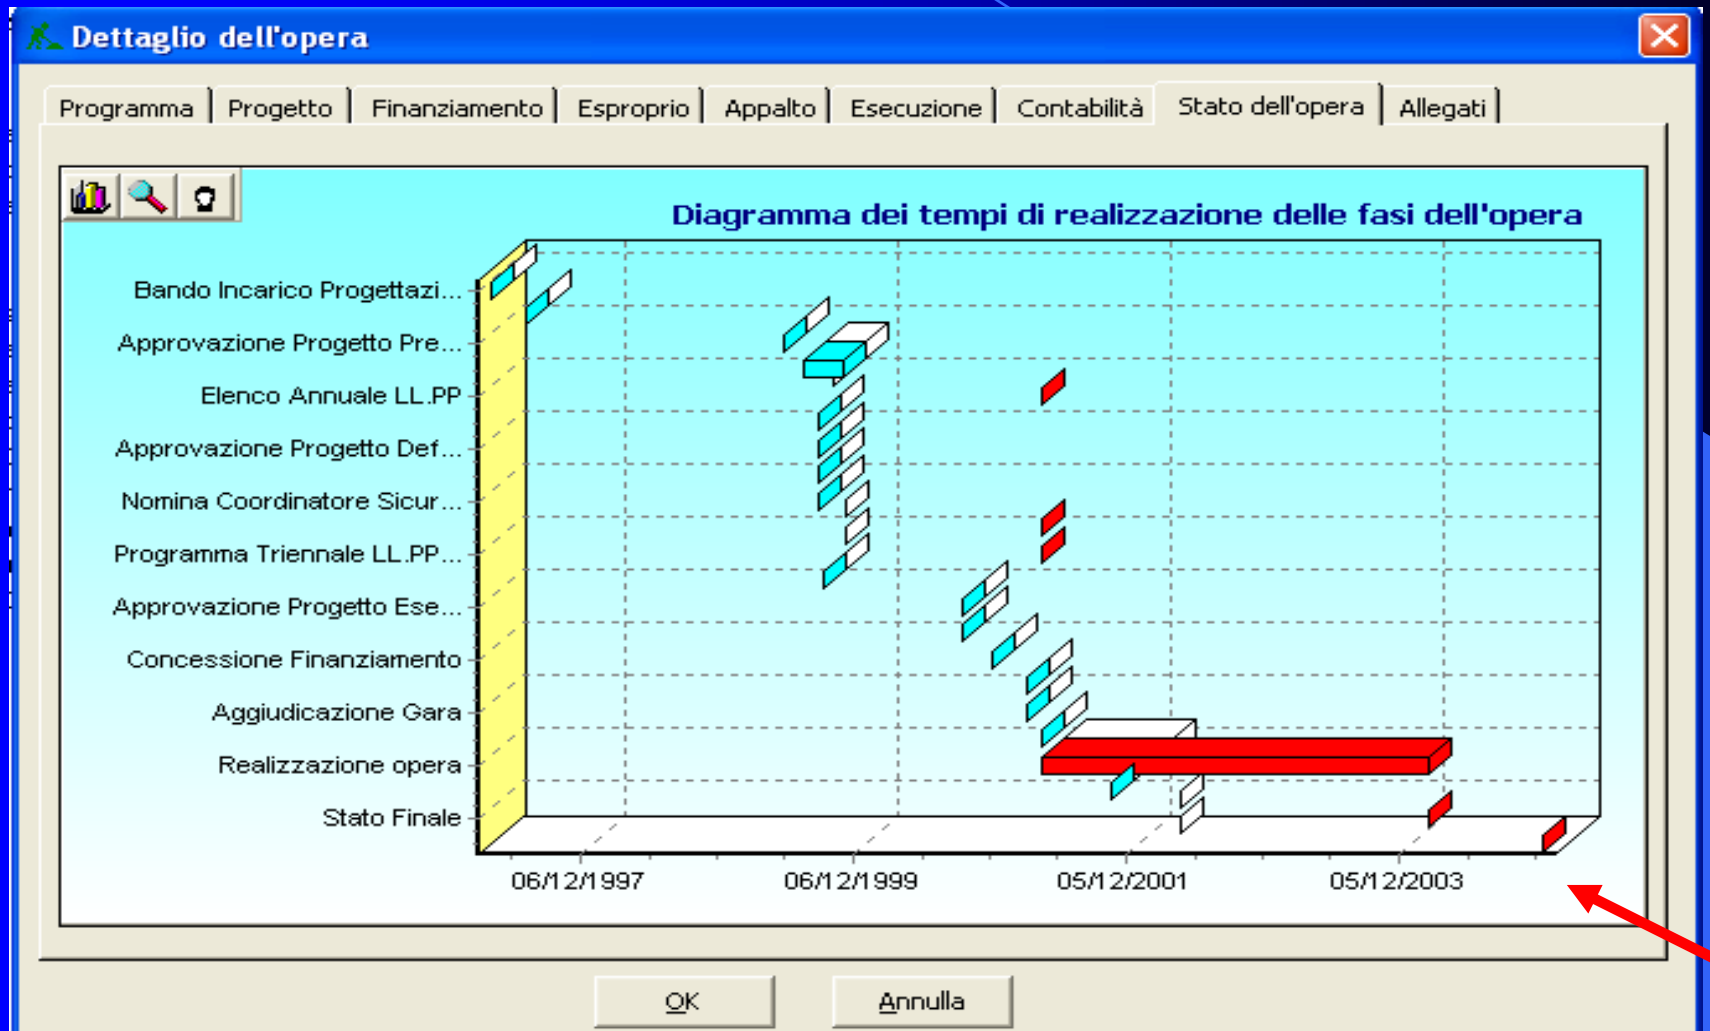 Dettaglio dell'opera
Programma Progetto Finanziamento Esproprio Appalto Esecuzione Contabilità Stato dell'opera Allegati
Diagramma dei tempi di realizzazione delle fasi dell'opera
Bando Incarico Progettazi...
Approvazione Progetto Pre...
Elenco Annuale LL.PP
Approvazione Progetto Def...
Nomina Coordinatore Sicur...
Programma Triennale LL.PP...
Approvazione Progetto Ese...
Concessione Finanziamento
Aggiudicazione Gara
Realizzazione opera
Stato Finale
06/12/1997 06/12/1999 05/12/2001 05/12/2003
OK Annulla